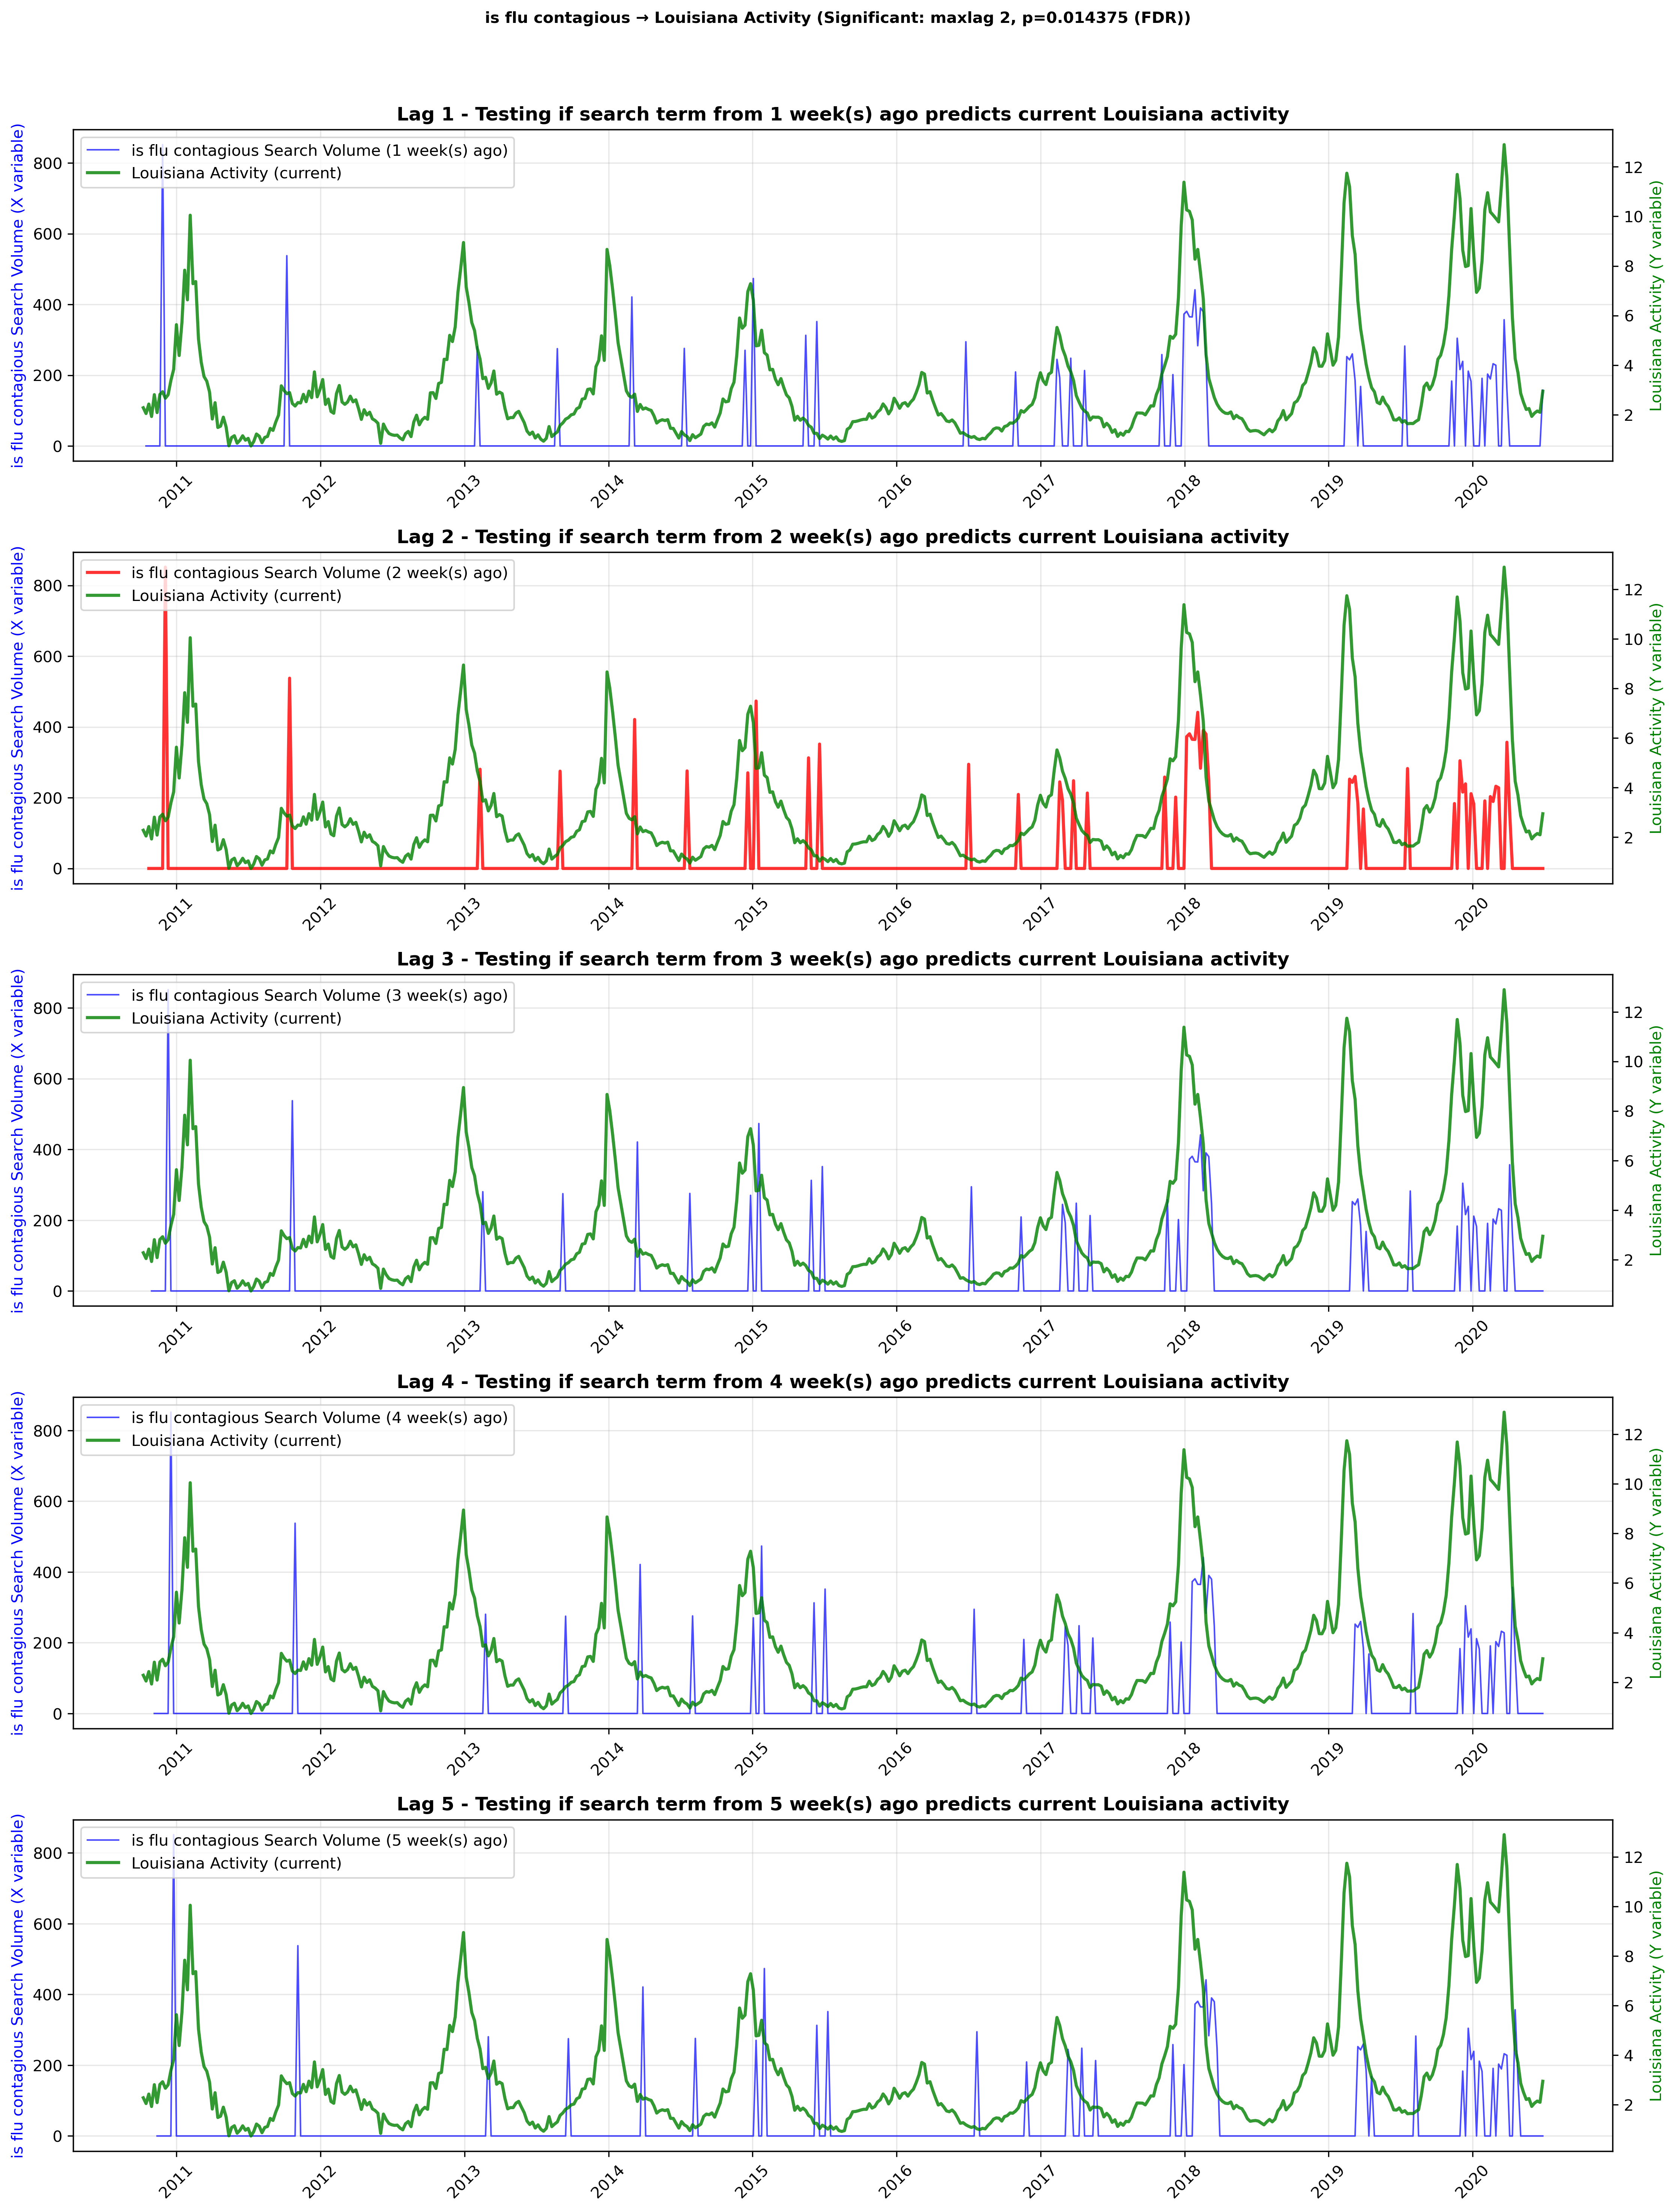 is flu contagious → Louisiana Activity (Significant: maxlag 2, p=0.014375 (FDR))
Lag 1 - Testing if search term from 1 week(s) ago predicts current Louisiana activity
is flu contagious Search Volume (X variable)
800
600
400
200
0
is flu contagious Search Volume (1 week(s) ago)
Louisiana Activity (current)
12
10
8
6
4
2
Louisiana Activity (Y variable)
2011 2012 2013 2014 2015 2016 2017 2018 2019 2020
Lag 2 - Testing if search term from 2 week(s) ago predicts current Louisiana activity
is flu contagious Search Volume (X variable)
800
600
400
200
0
is flu contagious Search Volume (2 week(s) ago)
Louisiana Activity (current)
12
10
8
6
4
2
Louisiana Activity (Y variable)
2011 2012 2013 2014 2015 2016 2017 2018 2019 2020
Lag 3 - Testing if search term from 3 week(s) ago predicts current Louisiana activity
is flu contagious Search Volume (X variable)
800
600
400
200
0
is flu contagious Search Volume (3 week(s) ago)
Louisiana Activity (current)
12
10
8
6
4
2
Louisiana Activity (Y variable)
2011 2012 2013 2014 2015 2016 2017 2018 2019 2020
Lag 4 - Testing if search term from 4 week(s) ago predicts current Louisiana activity
is flu contagious Search Volume (X variable)
800
600
400
200
0
is flu contagious Search Volume (4 week(s) ago)
Louisiana Activity (current)
12
10
8
6
4
2
Louisiana Activity (Y variable)
2011 2012 2013 2014 2015 2016 2017 2018 2019 2020
Lag 5 - Testing if search term from 5 week(s) ago predicts current Louisiana activity
is flu contagious Search Volume (X variable)
800
600
400
200
0
is flu contagious Search Volume (5 week(s) ago)
Louisiana Activity (current)
12
10
8
6
4
2
Louisiana Activity (Y variable)
2011 2012 2013 2014 2015 2016 2017 2018 2019 2020